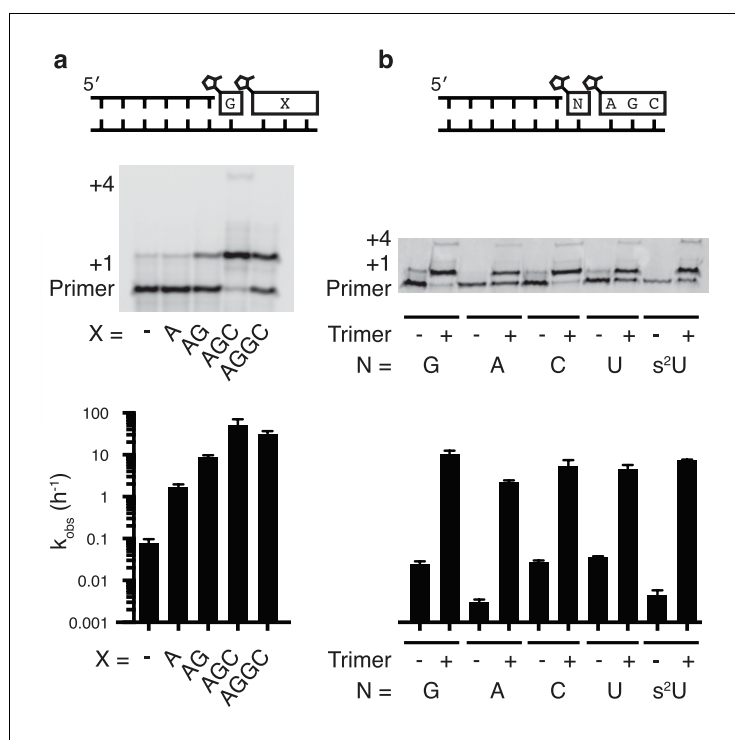 a
5′
G X
+4
+1
Primer
X = - A AG AGC AGGC
100
10
1
0.1
0.01
0.001
k obs (h-1)
X = - A AG AGC AGGC
b
5′
N A G C
+4
+1
Primer
Trimer - + - + - + - + - +
N = G A C U s²U
Trimer - + - + - + - + - +
N = G A C U s²U